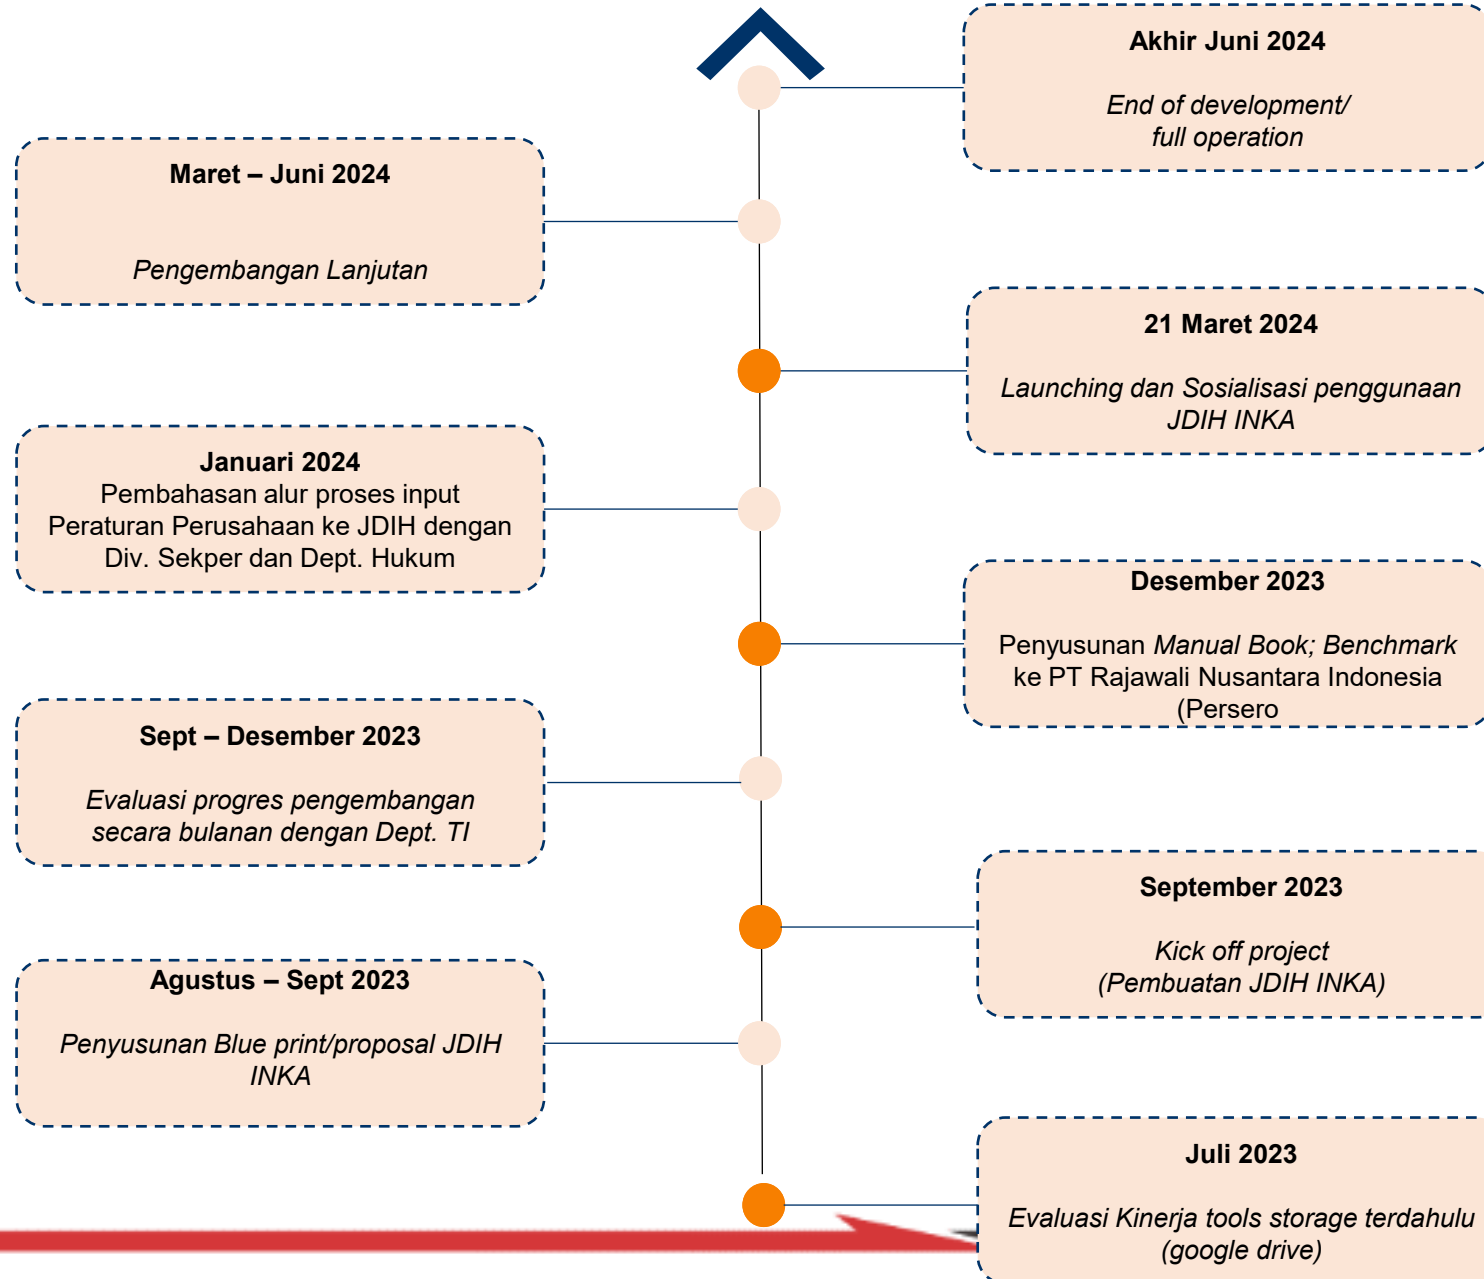 Akhir Juni 2024
End of development/
full operation
Maret – Juni 2024
Pengembangan Lanjutan
21 Maret 2024
Launching dan Sosialisasi penggunaan
JDIH INKA
Januari 2024
Pembahasan alur proses input
Peraturan Perusahaan ke JDIH dengan
Div. Sekper dan Dept. Hukum
Desember 2023
Penyusunan Manual Book; Benchmark
ke PT Rajawali Nusantara Indonesia
(Persero
Sept – Desember 2023
Evaluasi progres pengembangan
secara bulanan dengan Dept. TI
September 2023
Kick off project
(Pembuatan JDIH INKA)
Agustus – Sept 2023
Penyusunan Blue print/proposal JDIH
INKA
Juli 2023
Evaluasi Kinerja tools storage terdahulu
(google drive)